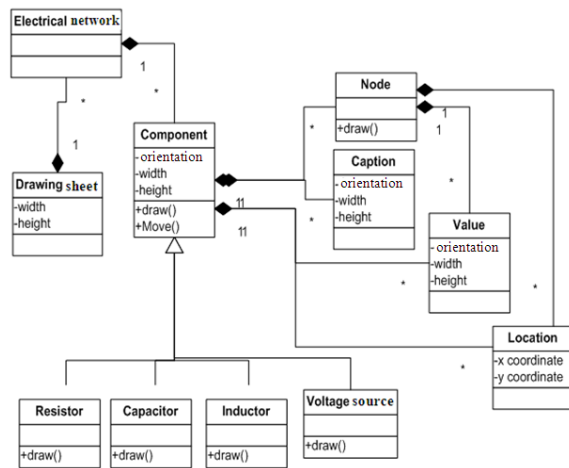 Electrical network
1
*
*
1
Drawing sheet
-width
-height
Component
- orientation
-width
-height
+draw()
+Move()
11
11
Node
+draw()
1
1
*
Caption
- orientation
-width
-height
*
*
Value
- orientation
-width
-height
*
*
Location
-x coordinate
-y coordinate
*
Resistor
+draw()
Capacitor
+draw()
Inductor
+draw()
Voltage source
+draw()